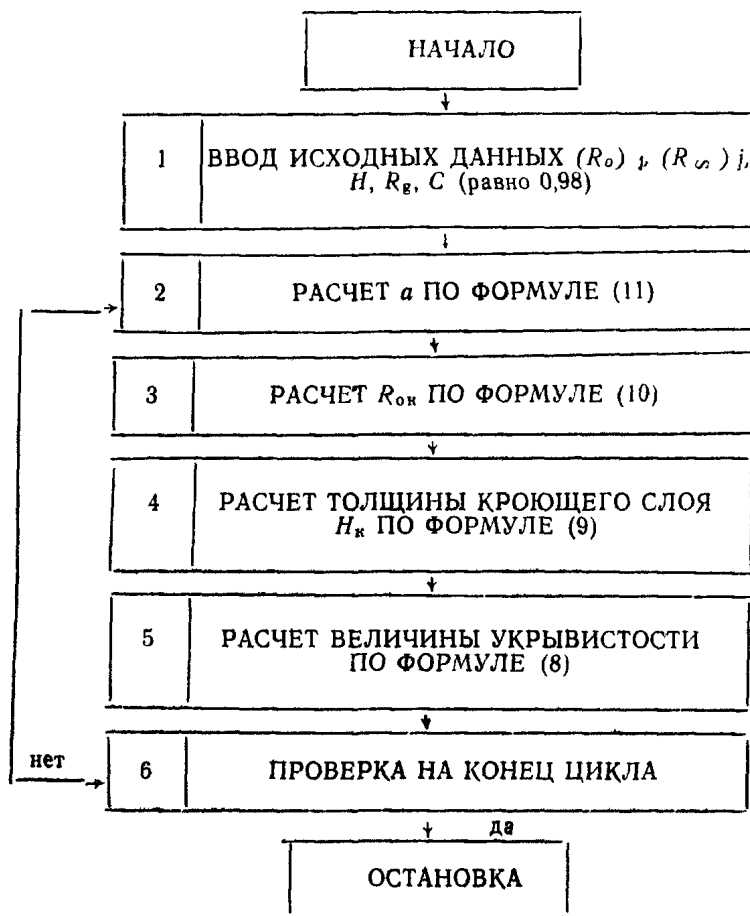 НАЧАЛО
1 ВВОД ИСХОДНЫХ ДАННЫХ (R₀) j, (R∞) j,
H, Rg, C (равно 0,98)
2 РАСЧЕТ a ПО ФОРМУЛЕ (11)
3 РАСЧЕТ Rон ПО ФОРМУЛЕ (10)
4 РАСЧЕТ ТОЛЩИНЫ КРОЮЩЕГО СЛОЯ
Hк ПО ФОРМУЛЕ (9)
5 РАСЧЕТ ВЕЛИЧИНЫ УКРЫВИСТОСТИ
ПО ФОРМУЛЕ (8)
нет
6 ПРОВЕРКА НА КОНЕЦ ЦИКЛА
да
ОСТАНОВКА